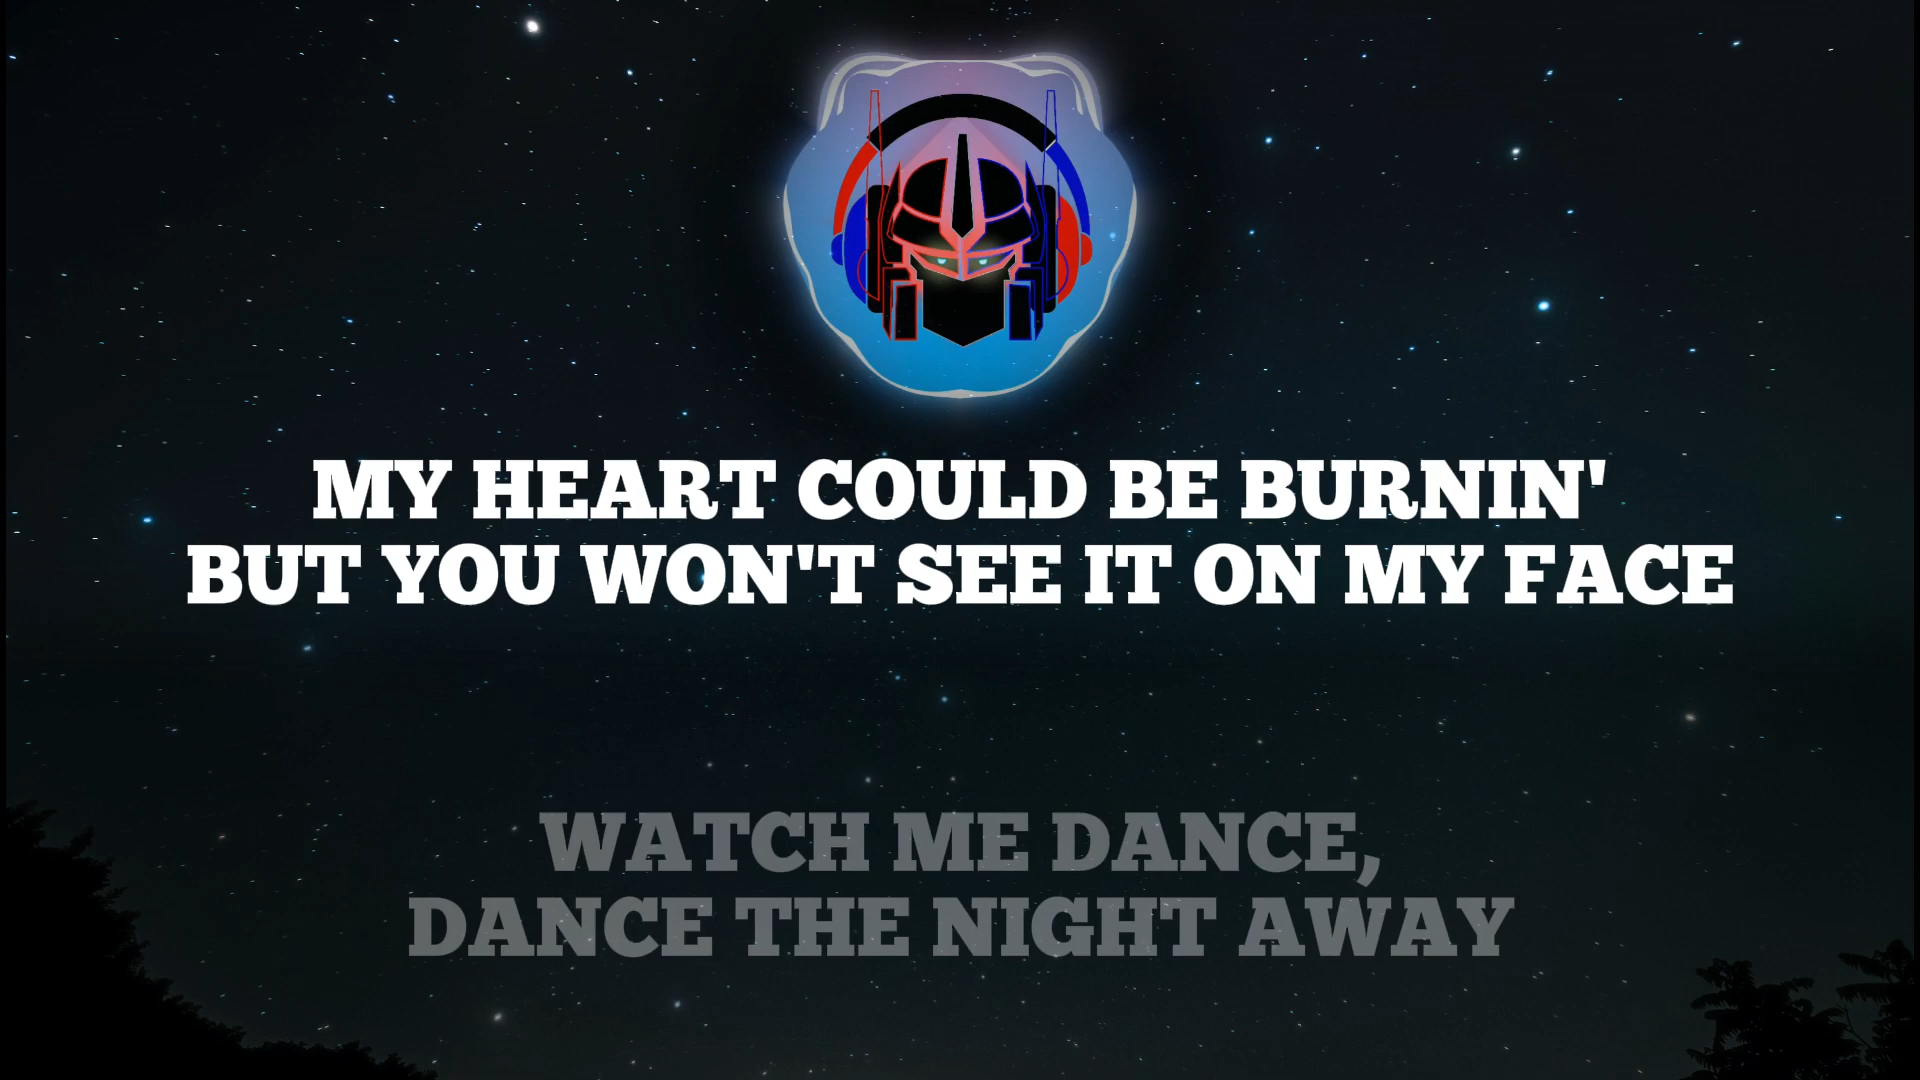 MY HEART COULD BE BURNIN'
BUT YOU WON'T SEE IT ON MY FACE
WATCH ME DANCE,
DANCE THE NIGHT AWAY